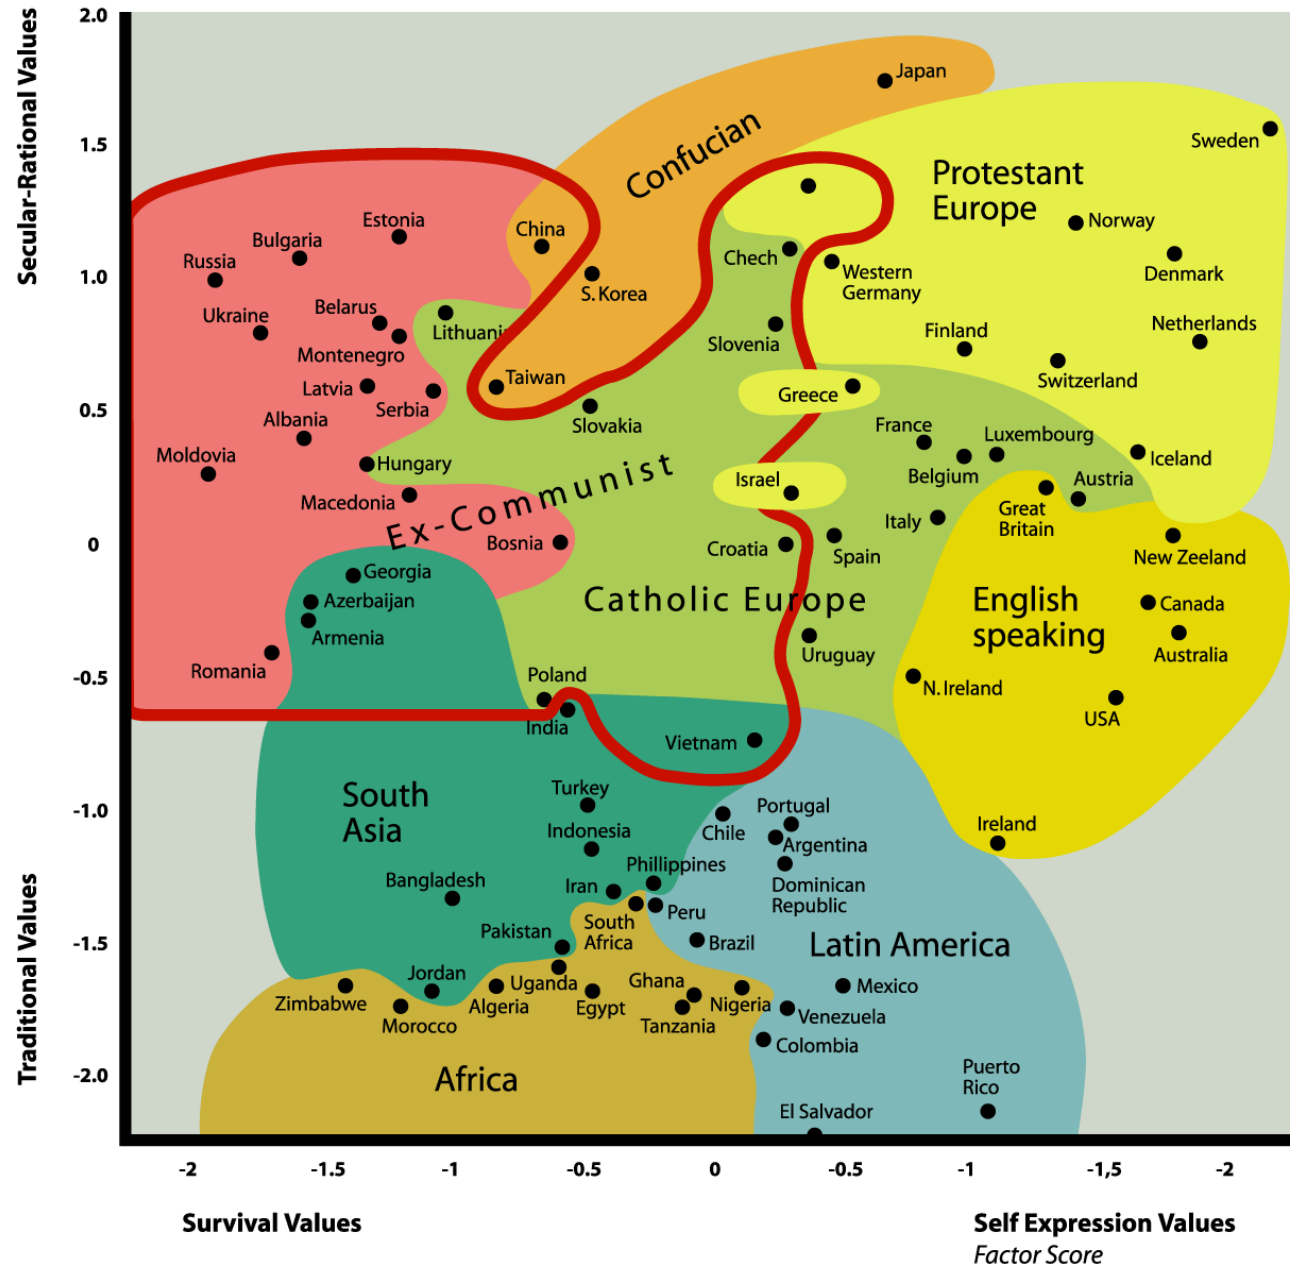 2.0
Secular-Rational Values
Japan
1.5
Confucian
Sweden
Protestant
Europe
Estonia
Norway
China
Bulgaria
Chech
Russia
Western
Germany
Denmark
1.0
S. Korea
Belarus
Ukraine
Lithuani
Montenegro
Slovenia
Finland
Netherlands
Taiwan
Switzerland
Latvia
Serbia
Greece
0.5
Albania
Slovakia
France
Luxembourg
Moldovia
Hungary
Iceland
Belgium
Austria
Israel
Macedonia
Ex-Communist
Great
Britain
Italy
0
Bosnia
Croatia
Spain
New Zeeland
Georgia
Azerbaijan
Catholic Europe
English
speaking
Canada
Armenia
Uruguay
Australia
Romania
-0.5
Poland
N. Ireland
India
USA
Vietnam
South
Asia
Turkey
-1.0
Portugal
Chile
Ireland
Indonesia
Argentina
Phillippines
Bangladesh
Iran
Dominican
Republic
South
Africa
Peru
Pakistan
Brazil
Latin America
-1.5
Jordan
Uganda
Ghana
Mexico
Zimbabwe
Algeria
Egypt
Nigeria
Morocco
Tanzania
Venezuela
Colombia
Traditional Values
-2.0
Africa
Puerto
Rico
El Salvador
-2 -1.5 -1 -0.5 0 -0.5 -1 -1,5 -2
Survival Values
Self Expression Values
Factor Score